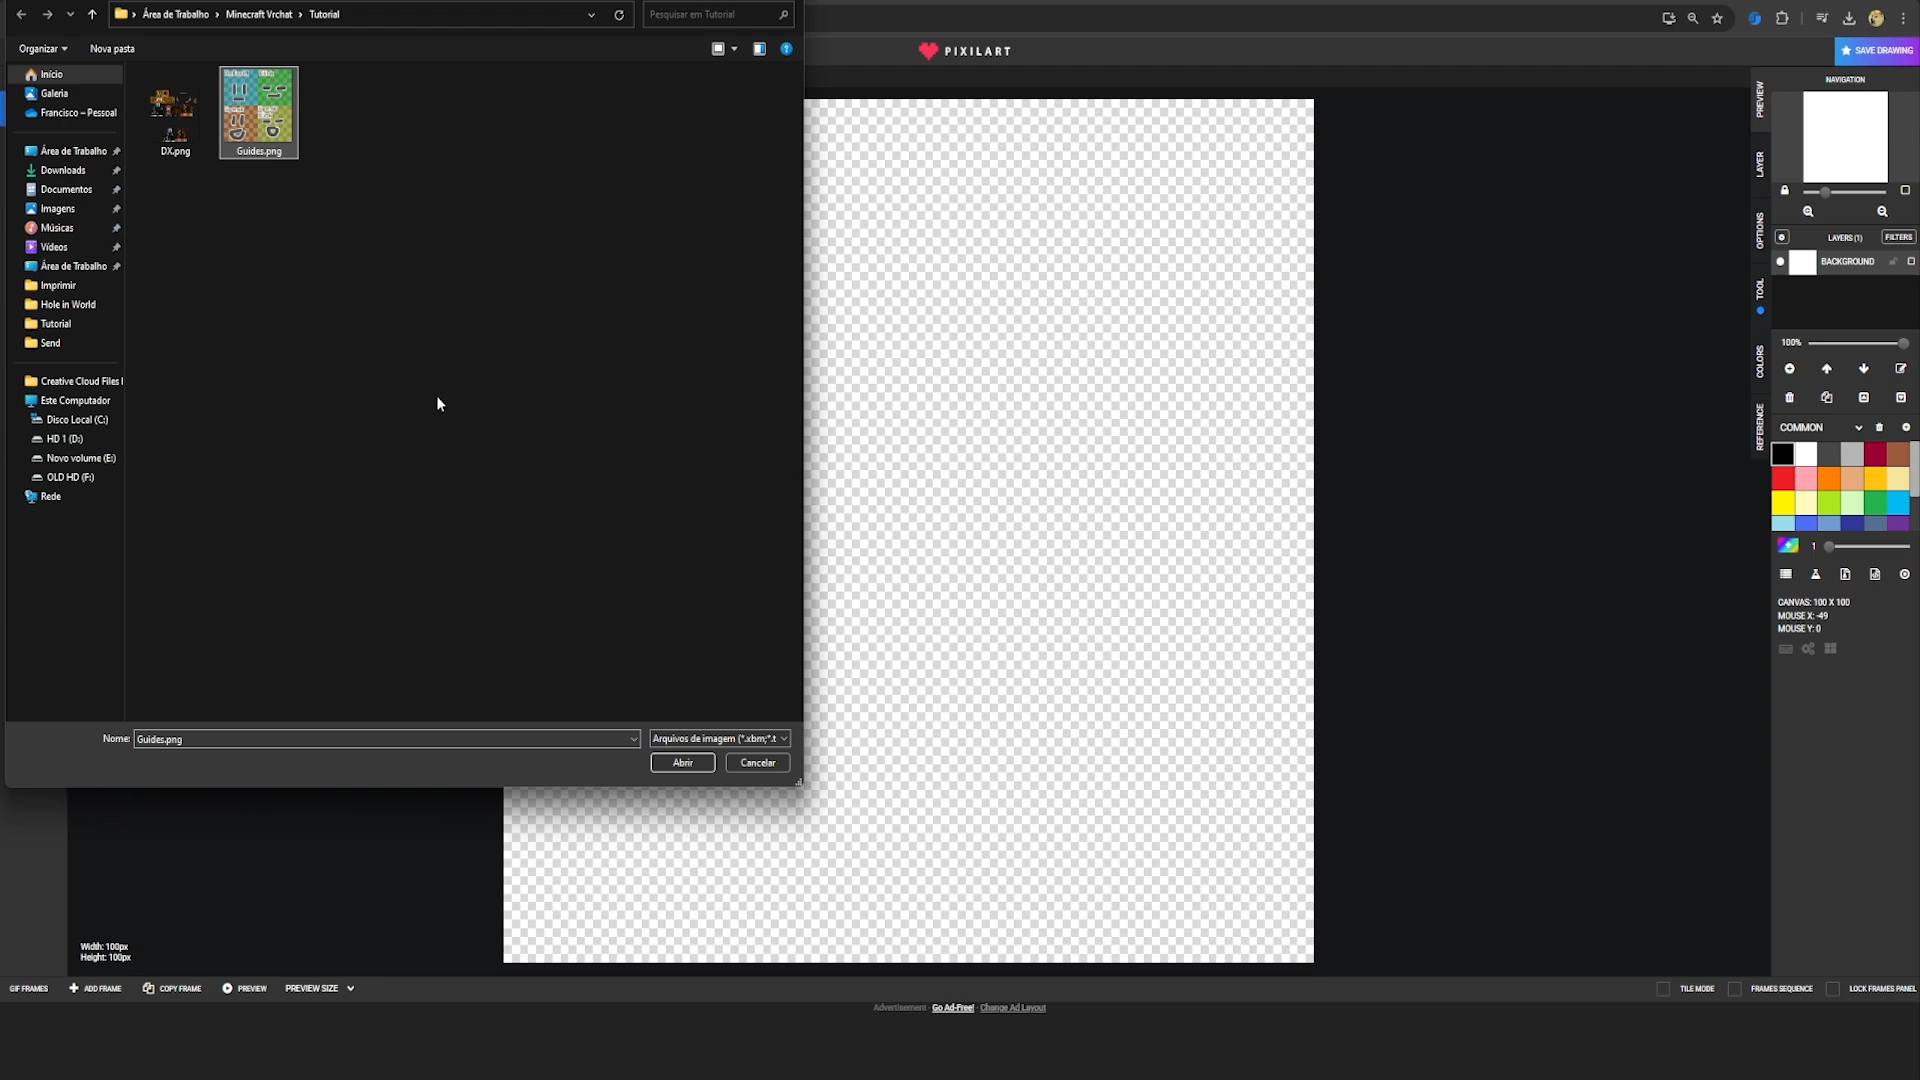 Área de Trabalho › Minecraft Vrchat › Tutorial
Pesquisar em Tutorial
Organizar
Nova pasta
Início
Galeria
Francisco – Pessoal
Área de Trabalho
Downloads
Documentos
Imagens
Músicas
Vídeos
Área de Trabalho
Imprimir
Hole in World
Tutorial
Send
Creative Cloud Files
Este Computador
Disco Local (C:)
HD 1 (D:)
Novo volume (E:)
OLD HD (F:)
Rede
DX.png
Guides.png
Nome:
Guides.png
Arquivos de imagem (*.xbm;*.t
Abrir
Cancelar
PIXILART
SAVE DRAWING
PREVIEW
LAYER
OPTIONS
TOOL
COLORS
REFERENCE
NAVIGATION
LAYERS (1)
FILTERS
BACKGROUND
100%
COMMON
1
CANVAS: 100 X 100
MOUSE X: -49
MOUSE Y: 0
Width: 100px
Height: 100px
GIF FRAMES
ADD FRAME
COPY FRAME
PREVIEW
PREVIEW SIZE
TILE MODE
FRAMES SEQUENCE
LOCK FRAMES PANEL
Advertisement - Go Ad-Free! - Change Ad Layout